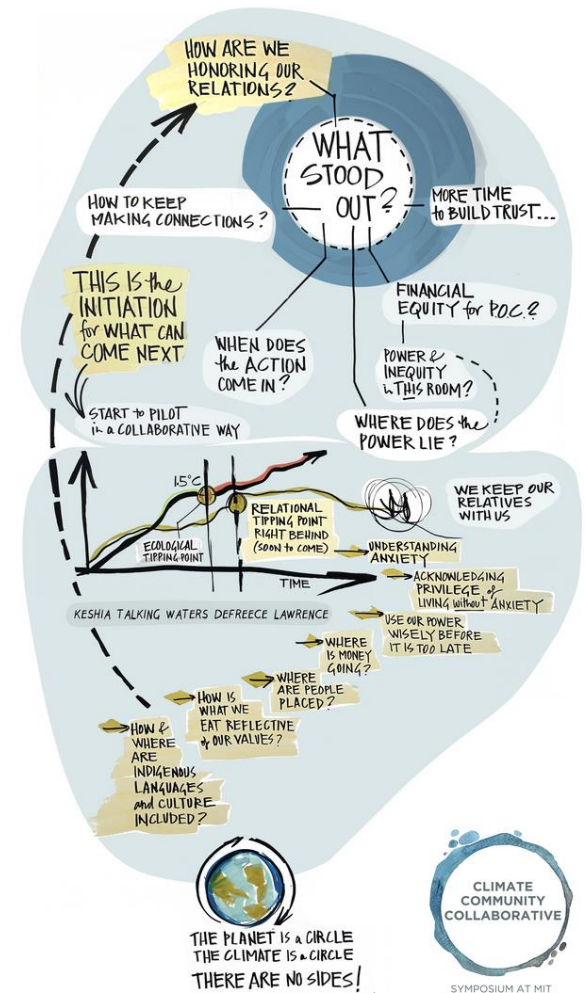 HOW ARE WE
HONORING OUR
RELATIONS?
WHAT
STOOD
OUT?
HOW TO KEEP
MAKING CONNECTIONS?
MORE TIME
to BUILD TRUST...
THIS IS the
INITIATION
for WHAT CAN
COME NEXT
FINANCIAL
EQUITY for P.O.C.?
WHEN DOES
the ACTION
COME IN?
POWER &
INEQUITY
in THIS ROOM?
START to PILOT
in a COLLABORATIVE WAY
WHERE DOES the
POWER LIE?
1.5°C
WE KEEP OUR
RELATIVES
WITH US
RELATIONAL
TIPPING POINT
RIGHT BEHIND
(SOON to COME)
ECOLOGICAL
TIPPING POINT
TIME
UNDERSTANDING
ANXIETY
ACKNOWLEDGING
PRIVILEGE of
LIVING without ANXIETY
KESHIA TALKING WATERS DEFREECE LAWRENCE
USE OUR POWER
WISELY BEFORE
IT IS TOO LATE
WHERE
IS MONEY
GOING?
WHERE
ARE PEOPLE
PLACED?
HOW IS
WHAT WE
EAT REFLECTIVE
of OUR VALUES?
HOW &
WHERE
ARE
INDIGENOUS
LANGUAGES
and CULTURE
INCLUDED?
THE PLANET IS a CIRCLE
THE CLIMATE IS a CIRCLE
THERE ARE NO SIDES!
CLIMATE
COMMUNITY
COLLABORATIVE
SYMPOSIUM AT MIT